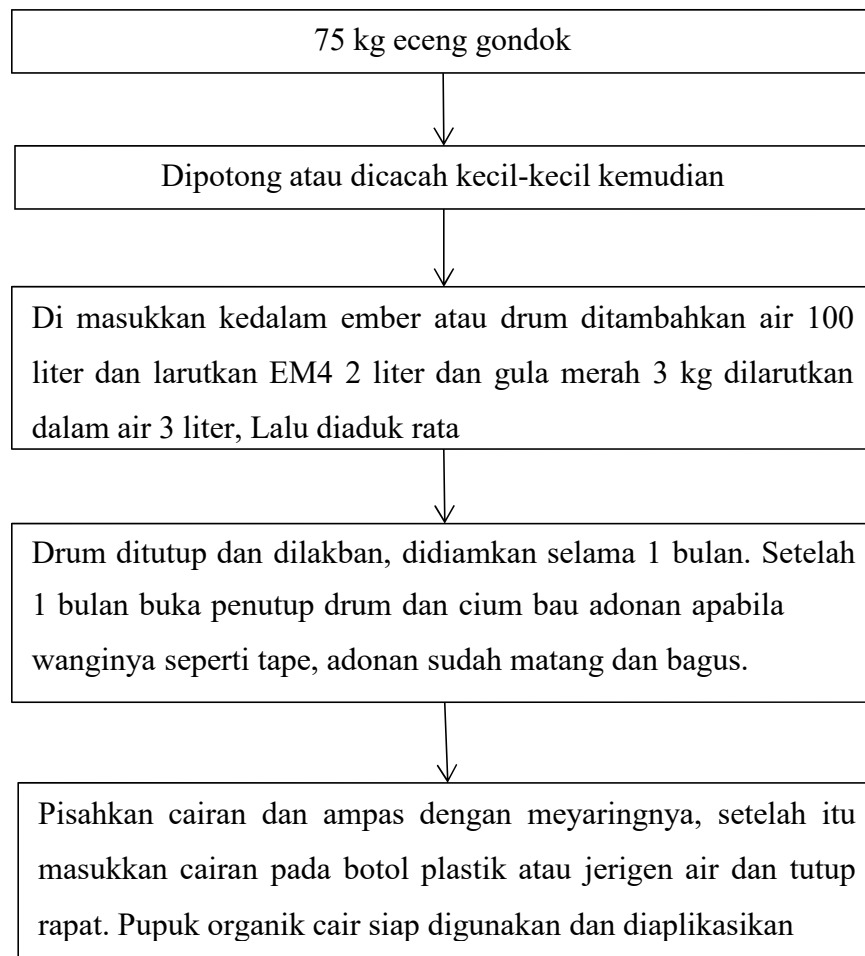 75 kg eceng gondok
Dipotong atau dicacah kecil-kecil kemudian
Di masukkan kedalam ember atau drum ditambahkan air 100
liter dan larutkan EM4 2 liter dan gula merah 3 kg dilarutkan
dalam air 3 liter, Lalu diaduk rata
Drum ditutup dan dilakban, didiamkan selama 1 bulan. Setelah
1 bulan buka penutup drum dan cium bau adonan apabila
wanginya seperti tape, adonan sudah matang dan bagus.
Pisahkan cairan dan ampas dengan meyaringnya, setelah itu
masukkan cairan pada botol plastik atau jerigen air dan tutup
rapat. Pupuk organik cair siap digunakan dan diaplikasikan